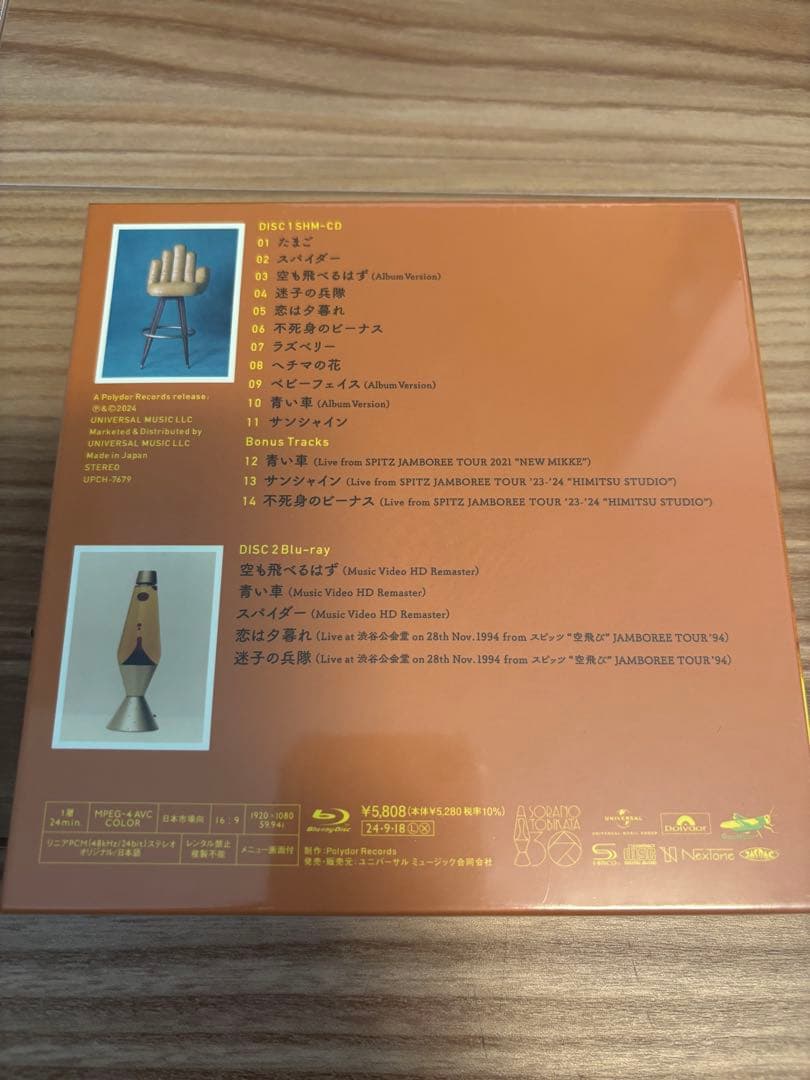 DISC 1 SHM-CD
01 たまご
02 スパイダー
03 空も飛べるはず (Album Version)
04 迷子の兵隊
05 恋は夕暮れ
06 不死身のビーナス
07 ラズベリー
08 ヘチマの花
09 ベビーフェイス (Album Version)
10 青い車 (Album Version)
11 サンシャイン
Bonus Tracks
12 青い車 (Live from SPITZ JAMBOREE TOUR 2021 "NEW MIKKE")
13 サンシャイン (Live from SPITZ JAMBOREE TOUR '23-'24 "HIMITSU STUDIO")
14 不死身のビーナス (Live from SPITZ JAMBOREE TOUR '23-'24 "HIMITSU STUDIO")
A Polydor Records release.
Ⓟ&Ⓒ2024
UNIVERSAL MUSIC LLC
Marketed & Distributed by
UNIVERSAL MUSIC LLC
Made in Japan
STEREO
UPCH-7679
DISC 2 Blu-ray
空も飛べるはず (Music Video HD Remaster)
青い車 (Music Video HD Remaster)
スパイダー (Music Video HD Remaster)
恋は夕暮れ (Live at 渋谷公会堂 on 28th Nov. 1994 from スピッツ "空飛び" JAMBOREE TOUR '94)
迷子の兵隊 (Live at 渋谷公会堂 on 28th Nov. 1994 from スピッツ "空飛び" JAMBOREE TOUR '94)
1層
24min.
MPEG-4 AVC
COLOR
日本市場向
16:9
1920×1080
59.94i
リニアPCM(48kHz/24bit)ステレオ
オリジナル/日本語
レンタル禁止
複製不能
メニュー画面付
Blu-ray Disc
¥5,808 (本体¥5,280 税率10%)
24・9・18 Ⓛ Ⓧ
制作:Polydor Records
発売・販売元:ユニバーサル ミュージック合同会社
SORANO
TOBIKATA
30
UNIVERSAL
UNIVERSAL MUSIC GROUP
Polydor
disc
NexTone
JASRAC